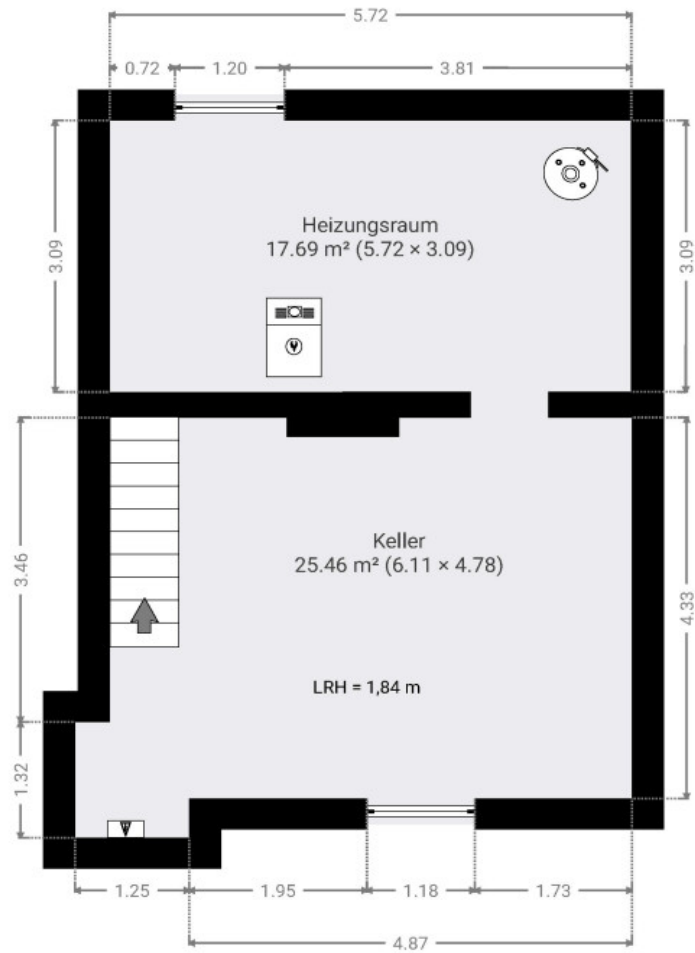 5.72
0.72 1.20 3.81
3.09
3.09
Heizungsraum
17.69 m² (5.72 × 3.09)
3.46
4.33
Keller
25.46 m² (6.11 × 4.78)
LRH = 1,84 m
1.32
1.25 1.95 1.18 1.73
4.87